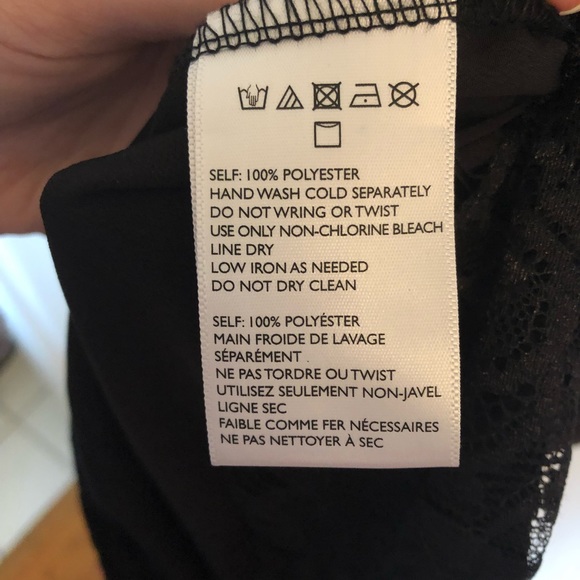 SELF: 100% POLYESTER
HAND WASH COLD SEPARATELY
DO NOT WRING OR TWIST
USE ONLY NON-CHLORINE BLEACH
LINE DRY
LOW IRON AS NEEDED
DO NOT DRY CLEAN
SELF: 100% POLYÉSTER
MAIN FROIDE DE LAVAGE
SÉPARÉMENT .
NE PAS TORDRE OU TWIST
UTILISEZ SEULEMENT NON-JAVEL
LIGNE SEC
FAIBLE COMME FER NÉCESSAIRES
NE PAS NETTOYER À SEC